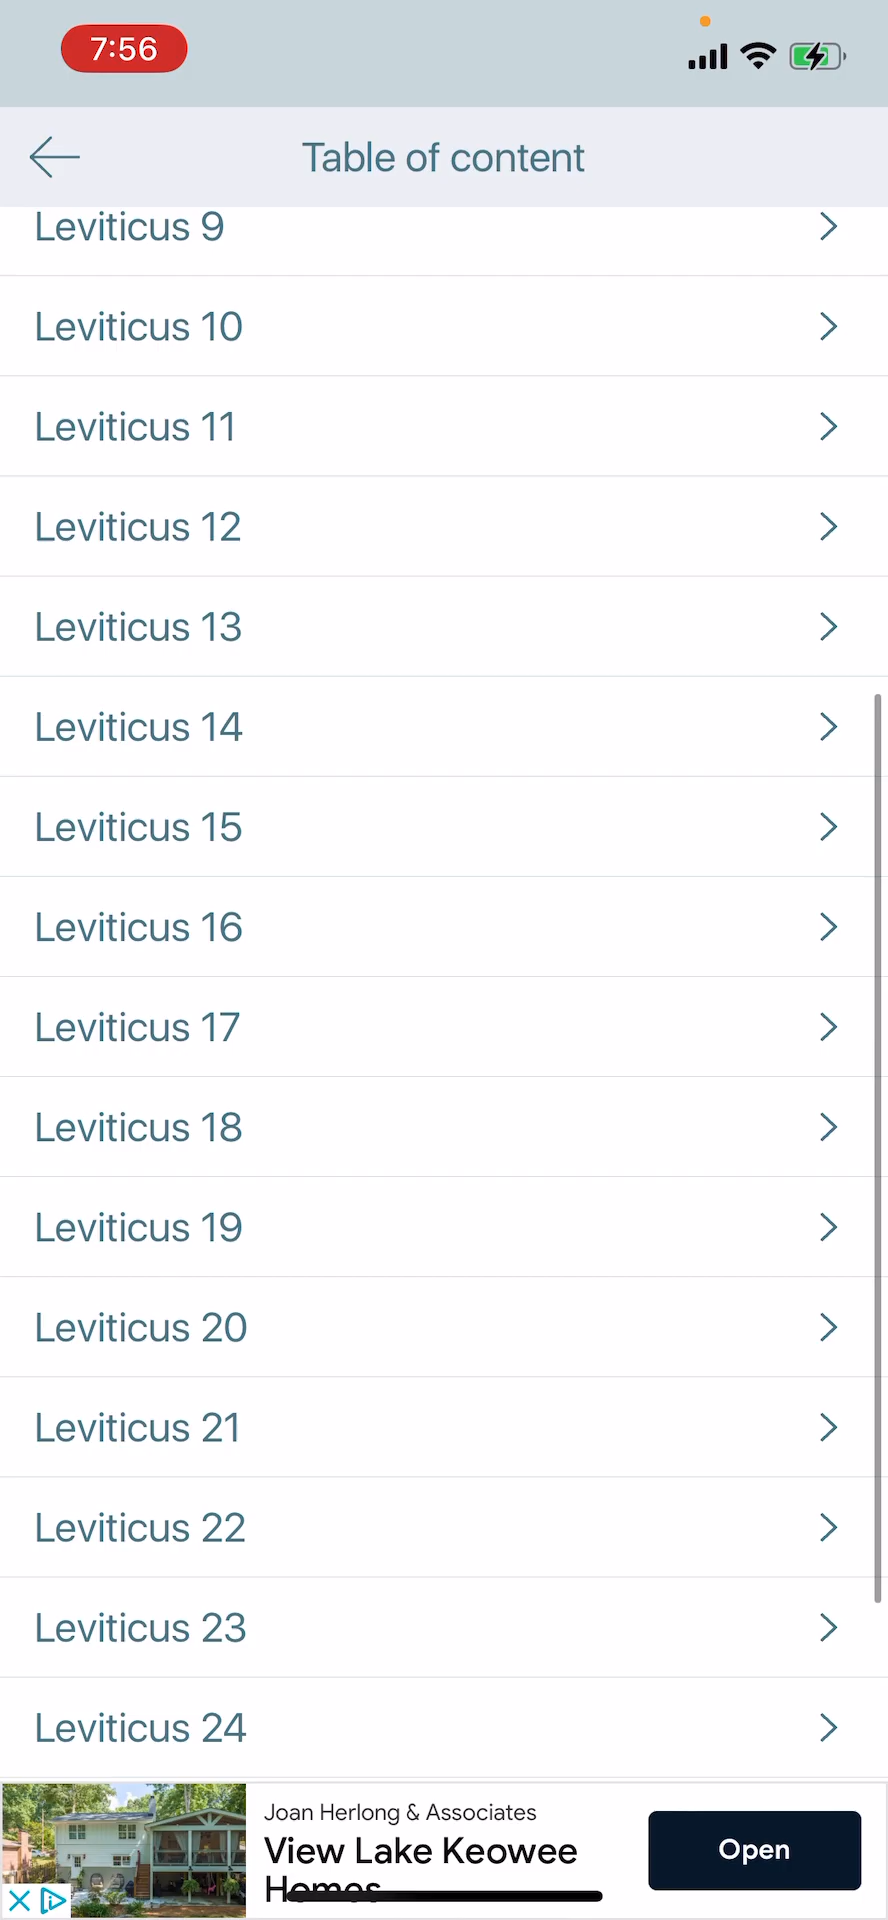 7:56
Table of content
Leviticus 9
Leviticus 10
Leviticus 11
Leviticus 12
Leviticus 13
Leviticus 14
Leviticus 15
Leviticus 16
Leviticus 17
Leviticus 18
Leviticus 19
Leviticus 20
Leviticus 21
Leviticus 22
Leviticus 23
Leviticus 24
Joan Herlong & Associates
View Lake Keowee
Homes
Open